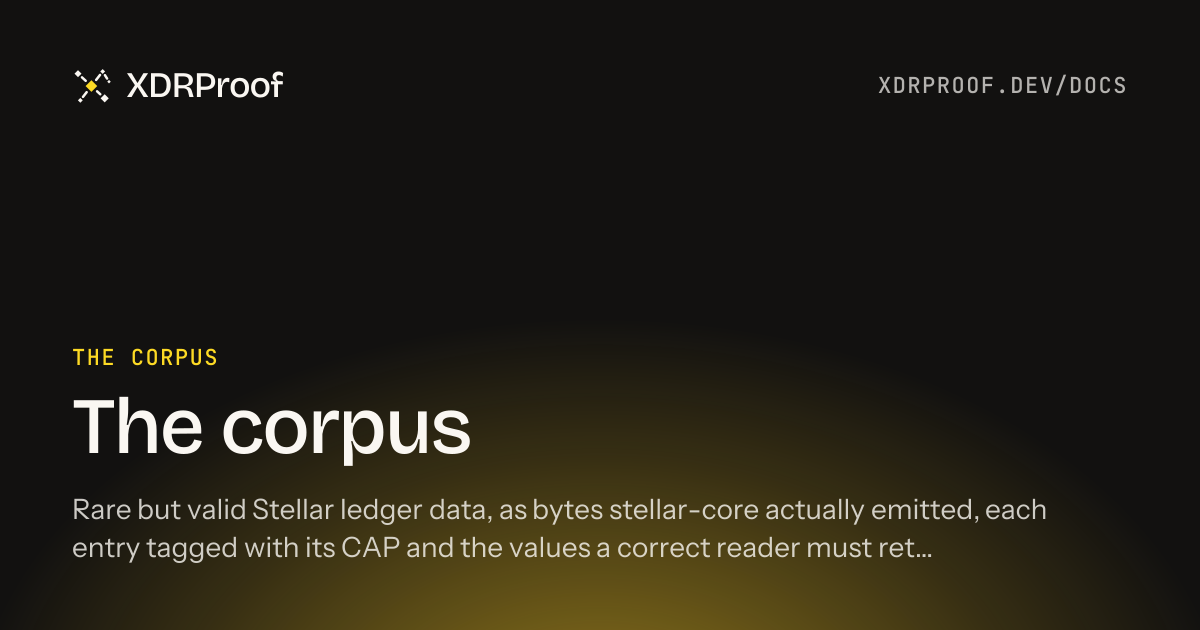 XDRProof
XDRPROOF.DEV/DOCS
THE CORPUS
The corpus
Rare but valid Stellar ledger data, as bytes stellar-core actually emitted, each
entry tagged with its CAP and the values a correct reader must ret...